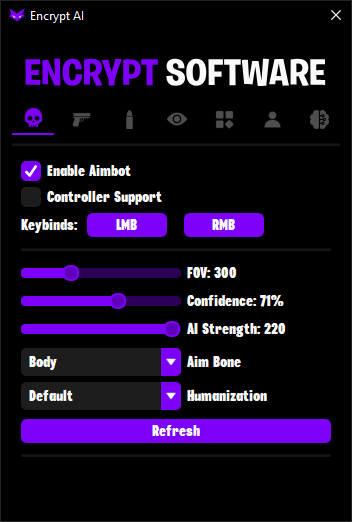 Encrypt AI
ENCRYPT SOFTWARE
Enable Aimbot
Controller Support
Keybinds: LMB RMB
FOV: 300
Confidence: 71%
AI Strength: 220
Body Aim Bone
Default Humanization
Refresh